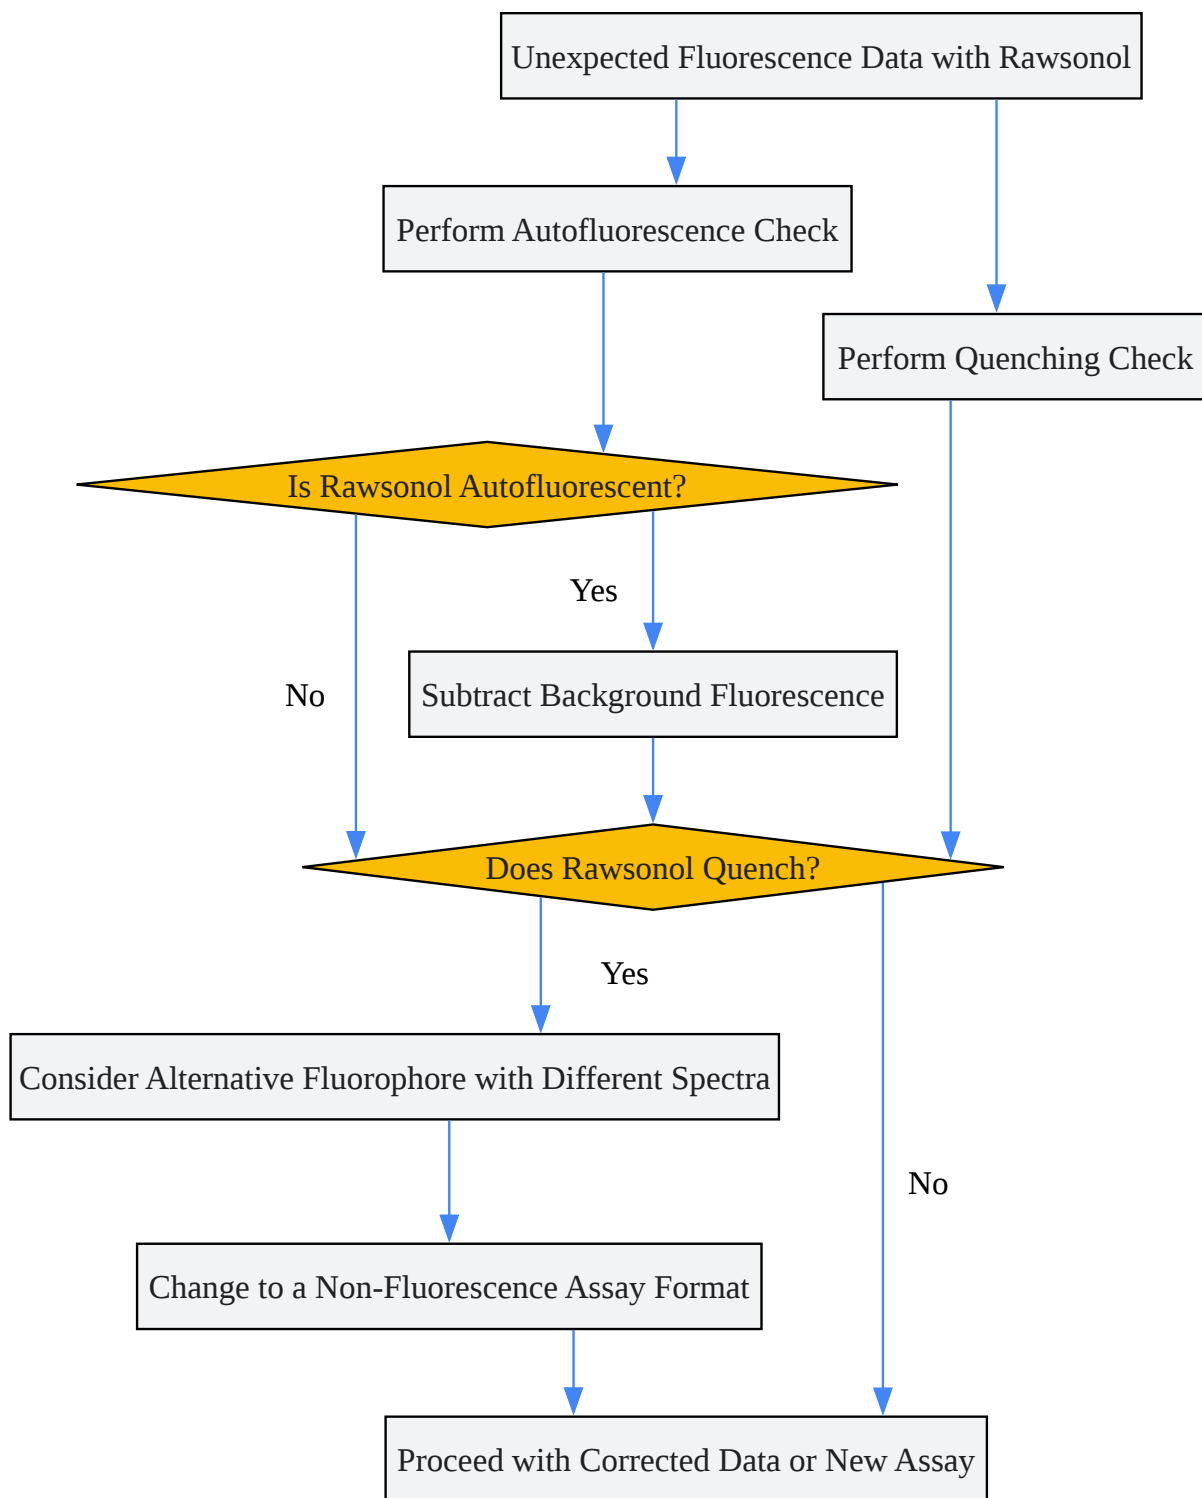 Unexpected Fluorescence Data with Rawsonol
Perform Autofluorescence Check
Perform Quenching Check
Is Rawsonol Autofluorescent?
Yes
No
Subtract Background Fluorescence
Does Rawsonol Quench?
Yes
Consider Alternative Fluorophore with Different Spectra
No
Change to a Non-Fluorescence Assay Format
Proceed with Corrected Data or New Assay